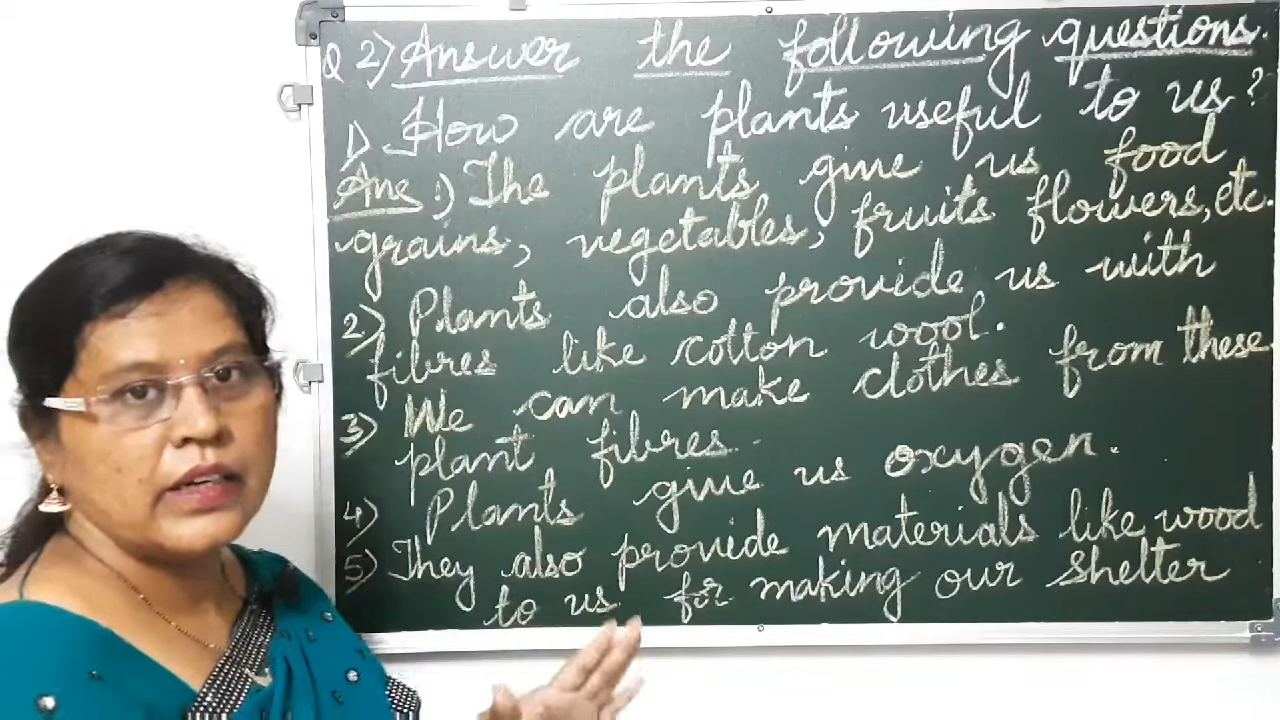 Q 2) Answer the following questions.
1) How are plants useful to us?
Ans :) The plants give us food
grains, vegetables, fruits flowers, etc.
2) Plants also provide us with
fibres like cotton wool.
3) We can make clothes from these
plant fibres.
4) Plants give us oxygen.
5) They also provide materials like wood
to us for making our shelter